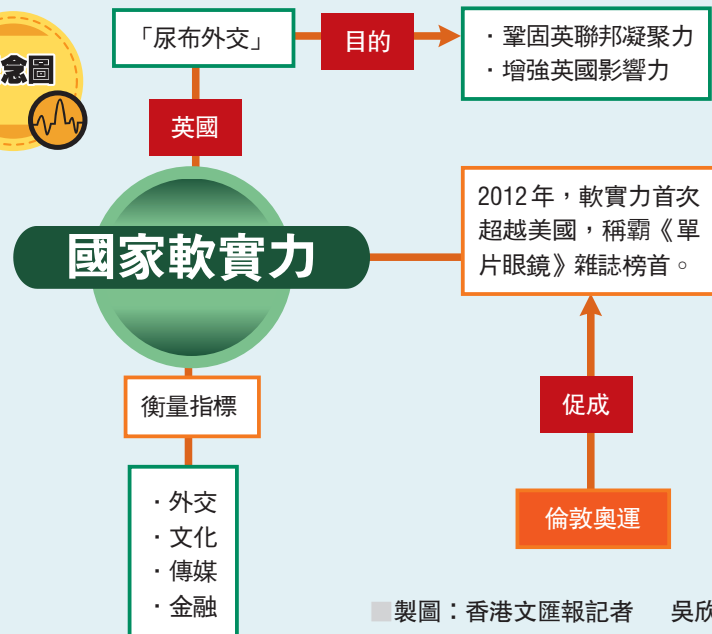 念圖
「尿布外交」
目的
·鞏固英聯邦凝聚力
·增強英國影響力
英國
國家軟實力
2012年,軟實力首次
超越美國,稱霸《單
片眼鏡》雜誌榜首。
衡量指標
促成
·外交
·文化
·傳媒
·金融
倫敦奧運
■製圖:香港文匯報記者 吳欣